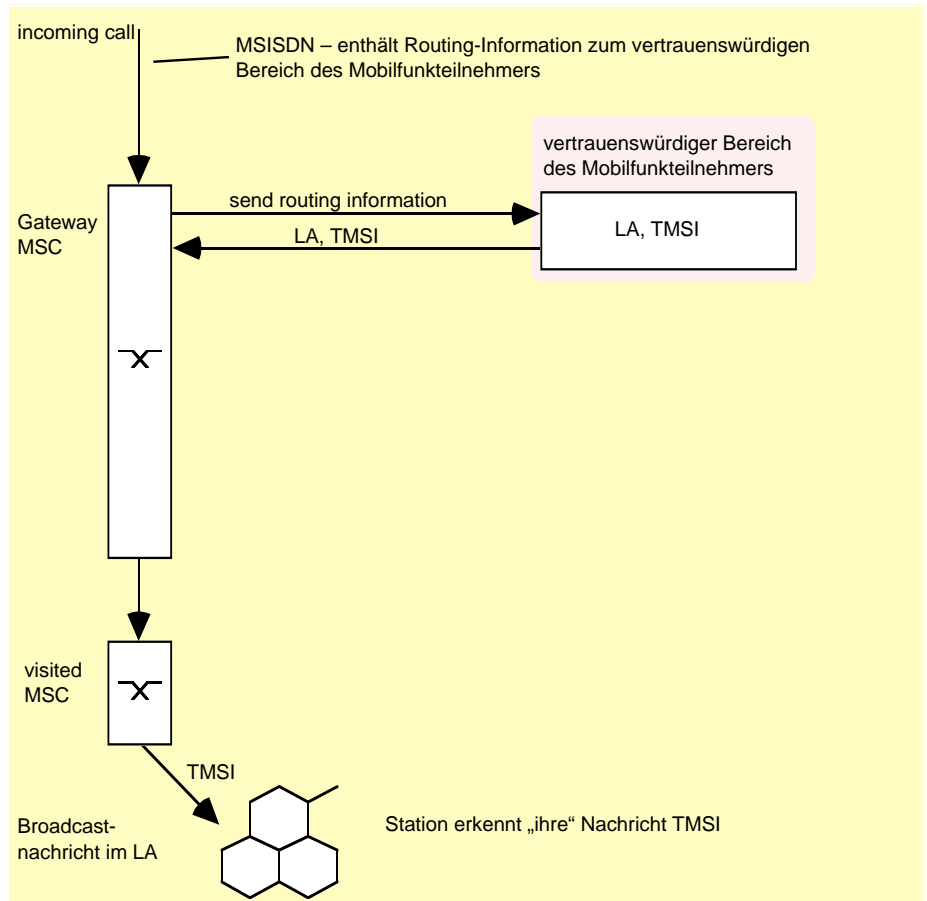 incoming call
MSISDN – enthält Routing-Information zum vertrauenswürdigen
Bereich des Mobilfunkteilnehmers
vertrauenswürdiger Bereich
des Mobilfunkteilnehmers
Gateway
MSC
send routing information
LA, TMSI
LA, TMSI
visited
MSC
TMSI
Broadcast-
nachricht im LA
Station erkennt „ihre" Nachricht TMSI